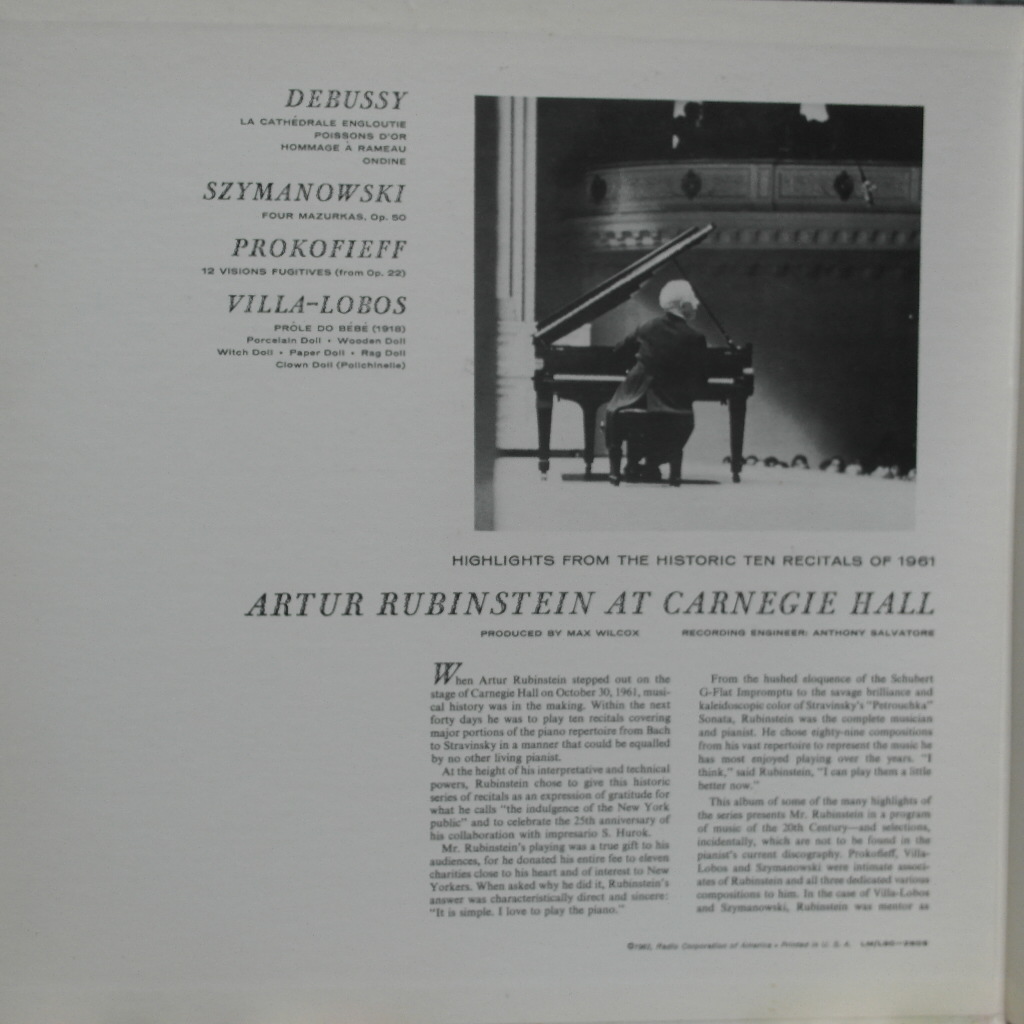 DEBUSSY
LA CATHÉDRALE ENGLOUTIE
POISSONS D'OR
HOMMAGE À RAMEAU
ONDINE
SZYMANOWSKI
FOUR MAZURKAS, Op. 50
PROKOFIEFF
12 VISIONS FUGITIVES (from Op. 22)
VILLA-LOBOS
PRÔLE DO BÉBÉ (1918)
Porcelain Doll • Wooden Doll
Witch Doll • Paper Doll • Rag Doll
Clown Doll (Polichinelle)
HIGHLIGHTS FROM THE HISTORIC TEN RECITALS OF 1961
ARTUR RUBINSTEIN AT CARNEGIE HALL
PRODUCED BY MAX WILCOX RECORDING ENGINEER: ANTHONY SALVATORE
When Artur Rubinstein stepped out on the
stage of Carnegie Hall on October 30, 1961, musi-
cal history was in the making. Within the next
forty days he was to play ten recitals covering
major portions of the piano repertoire from Bach
to Stravinsky in a manner that could be equalled
by no other living pianist.
At the height of his interpretative and technical
powers, Rubinstein chose to give this historic
series of recitals as an expression of gratitude for
what he calls "the indulgence of the New York
public" and to celebrate the 25th anniversary of
his collaboration with impresario S. Hurok.
Mr. Rubinstein's playing was a true gift to his
audiences, for he donated his entire fee to eleven
charities close to his heart and of interest to New
Yorkers. When asked why he did it, Rubinstein's
answer was characteristically direct and sincere:
"It is simple. I love to play the piano."
From the hushed eloquence of the Schubert
G-Flat Impromptu to the savage brilliance and
kaleidoscopic color of Stravinsky's "Petrouchka"
Sonata, Rubinstein was the complete musician
and pianist. He chose eighty-nine compositions
from his vast repertoire to represent the music he
has most enjoyed playing over the years. "I
think," said Rubinstein, "I can play them a little
better now."
This album of some of the many highlights of
the series presents Mr. Rubinstein in a program
of music of the 20th Century—and selections,
incidentally, which are not to be found in the
pianist's current discography. Prokofieff, Villa-
Lobos and Szymanowski were intimate associ-
ates of Rubinstein and all three dedicated various
compositions to him. In the case of Villa-Lobos
and Szymanowski, Rubinstein was mentor as
Radio Corporation of America • Printed in U. S. A.